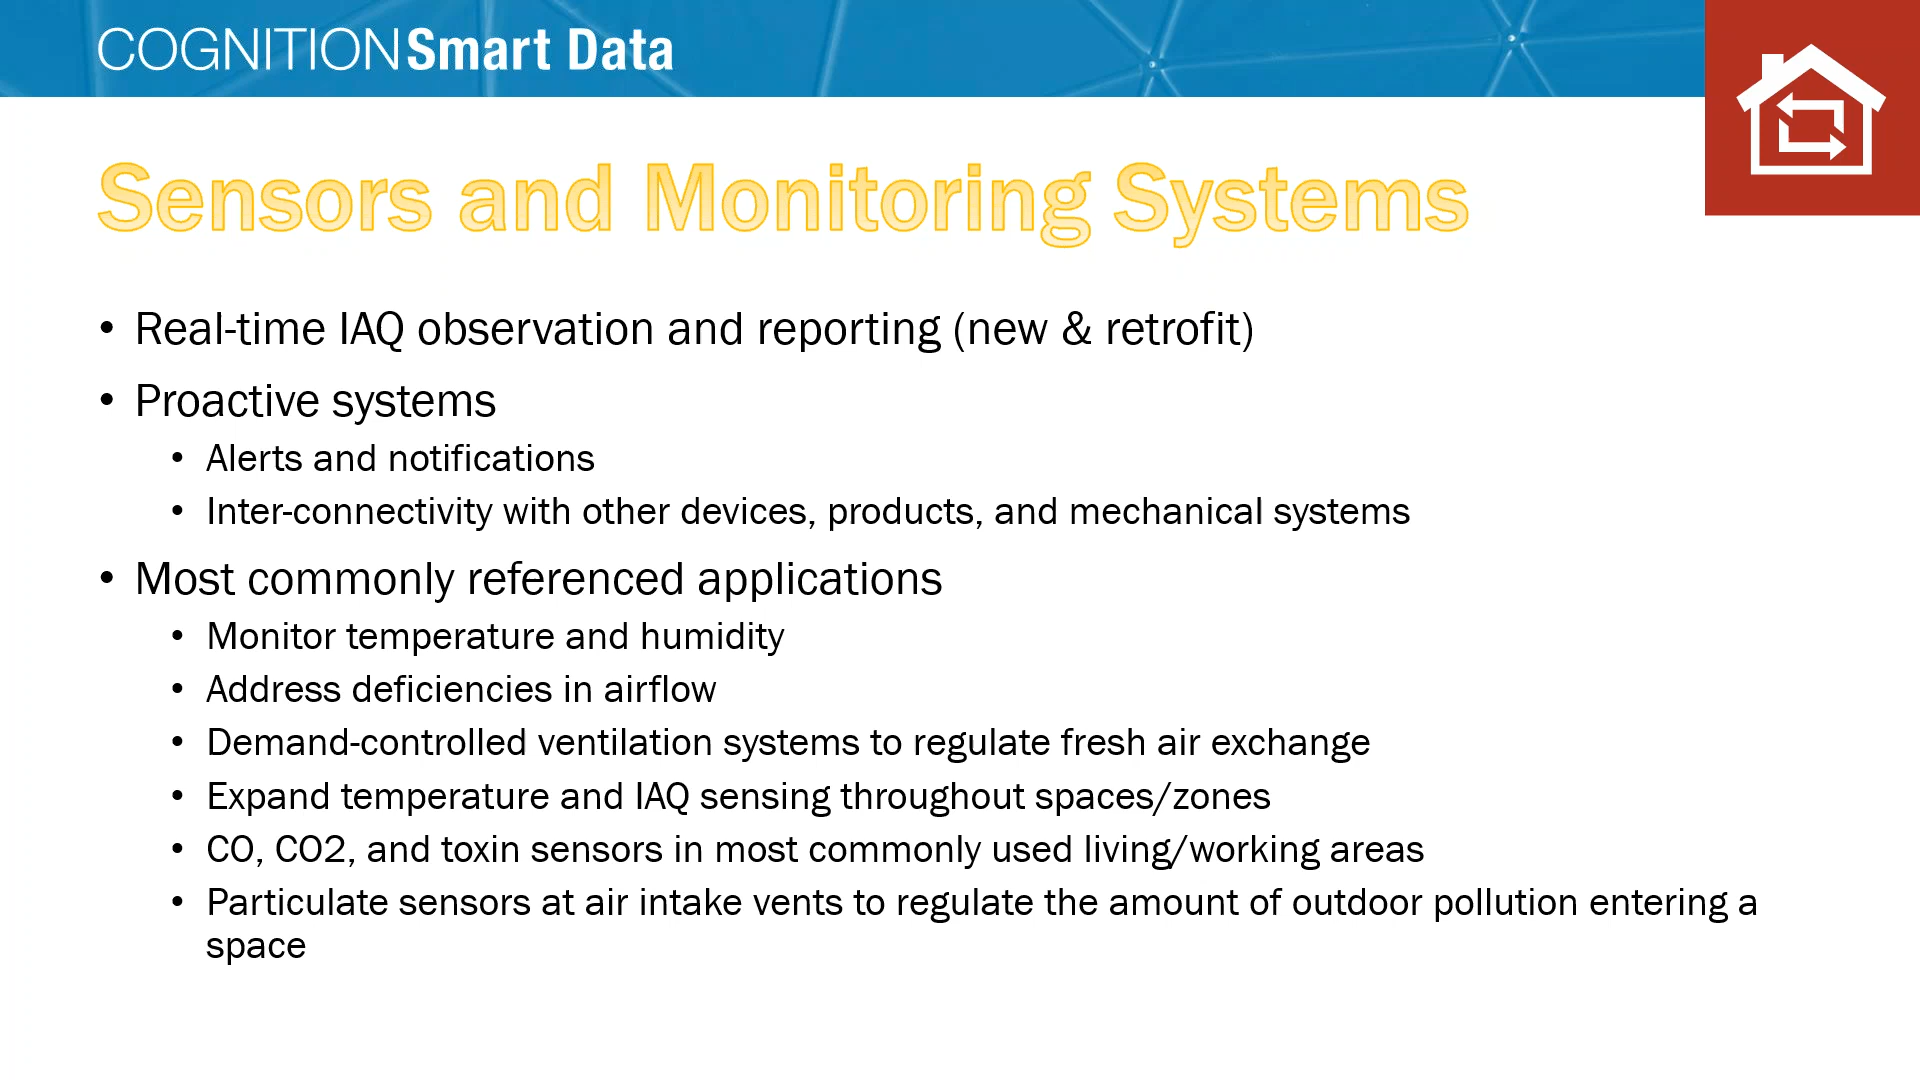 COGNITION Smart Data
Sensors and Monitoring Systems
• Real-time IAQ observation and reporting (new & retrofit)
• Proactive systems
• Alerts and notifications
• Inter-connectivity with other devices, products, and mechanical systems
• Most commonly referenced applications
• Monitor temperature and humidity
• Address deficiencies in airflow
• Demand-controlled ventilation systems to regulate fresh air exchange
• Expand temperature and IAQ sensing throughout spaces/zones
• CO, CO2, and toxin sensors in most commonly used living/working areas
• Particulate sensors at air intake vents to regulate the amount of outdoor pollution entering a
space